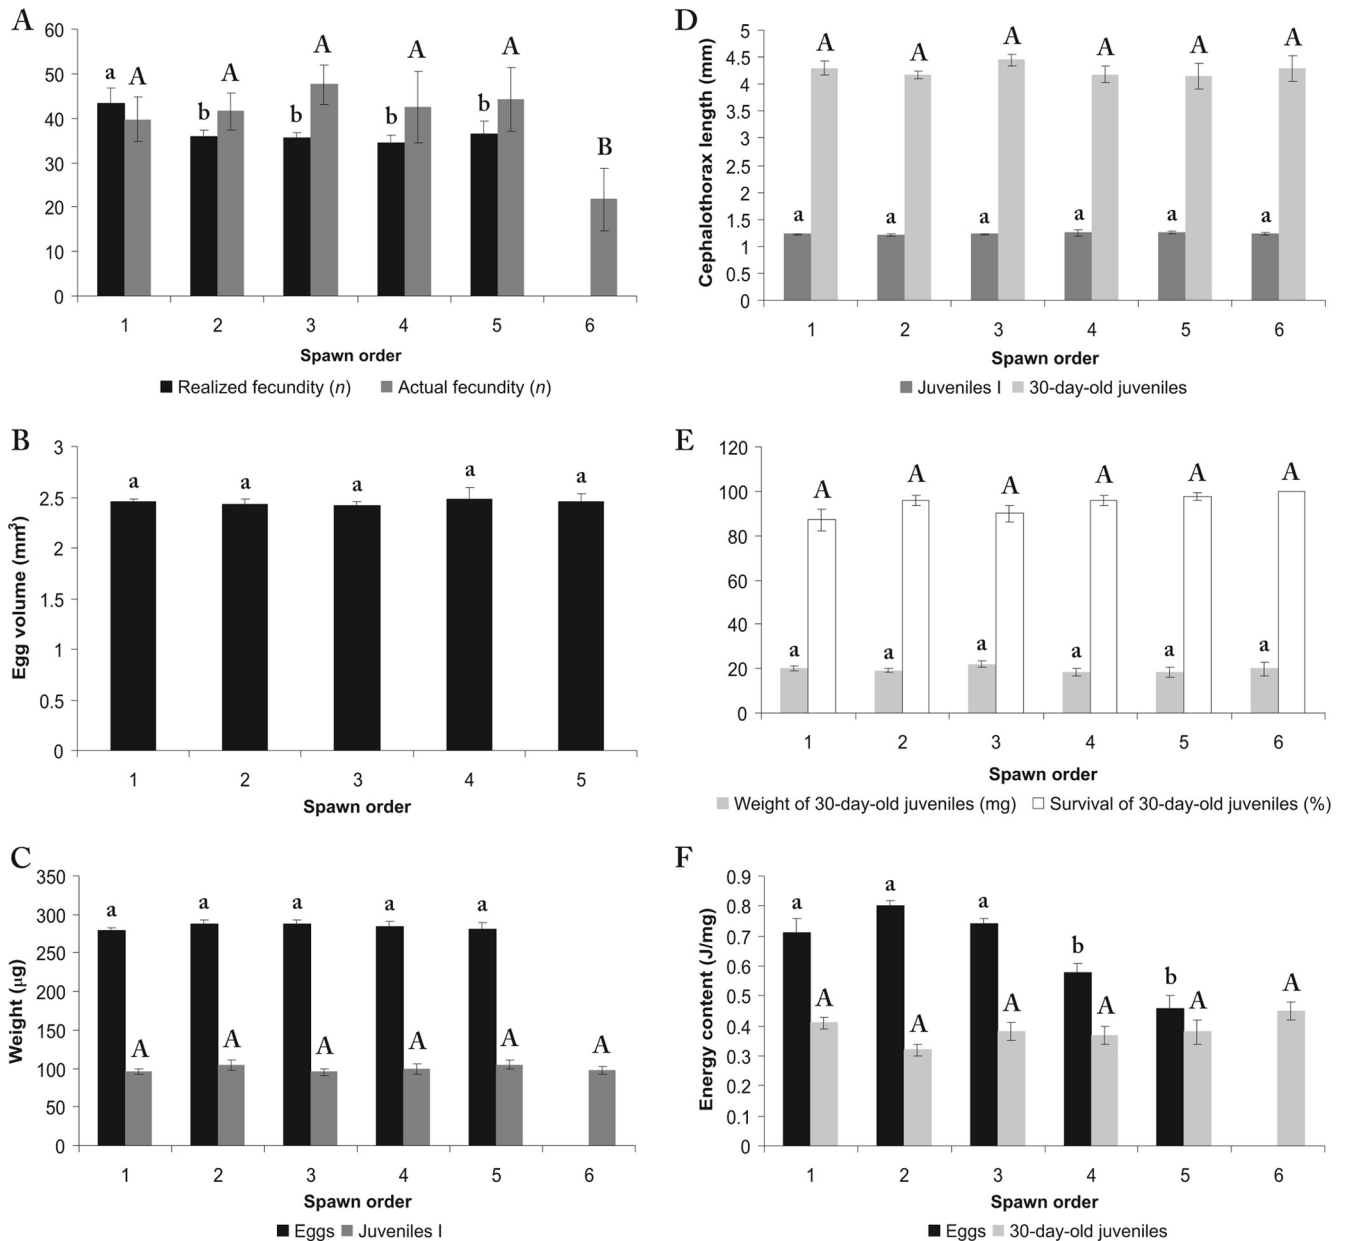 A
60
50
40
30
20
10
0
a A b A b A b A b A B
1 2 3 4 5 6
Spawn order
Realized fecundity (n) Actual fecundity (n)
B
Egg volume (mm³)
3
2.5
2
1.5
1
0.5
0
a a a a a
1 2 3 4 5
Spawn order
C
Weight (µg)
350
300
250
200
150
100
50
0
a a a a a
A A A A A A
1 2 3 4 5 6
Spawn order
Eggs Juveniles I
D
Cephalothorax length (mm)
5
4.5
4
3.5
3
2.5
2
1.5
1
0.5
0
A A A A A A
a a a a a a
1 2 3 4 5 6
Spawn order
Juveniles I 30-day-old juveniles
E
120
100
80
60
40
20
0
A A A A A A
a a a a a a
1 2 3 4 5 6
Spawn order
Weight of 30-day-old juveniles (mg) Survival of 30-day-old juveniles (%)
F
Energy content (J/mg)
0.9
0.8
0.7
0.6
0.5
0.4
0.3
0.2
0.1
0
a a a b b
A A A A A A
1 2 3 4 5 6
Spawn order
Eggs 30-day-old juveniles